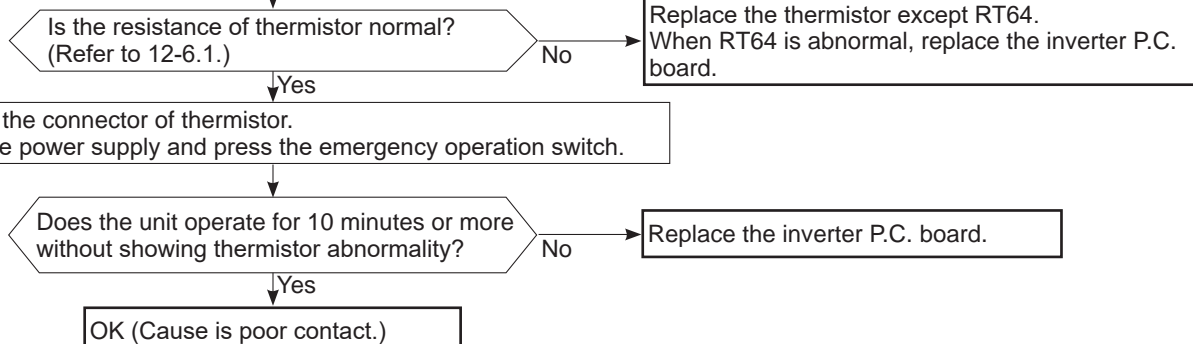 Is the resistance of thermistor normal?
(Refer to 12-6.1.)
No
Replace the thermistor except RT64.
When RT64 is abnormal, replace the inverter P.C.
board.
Yes
the connector of thermistor.
power supply and press the emergency operation switch.
Does the unit operate for 10 minutes or more
without showing thermistor abnormality?
No
Replace the inverter P.C. board.
Yes
OK (Cause is poor contact.)